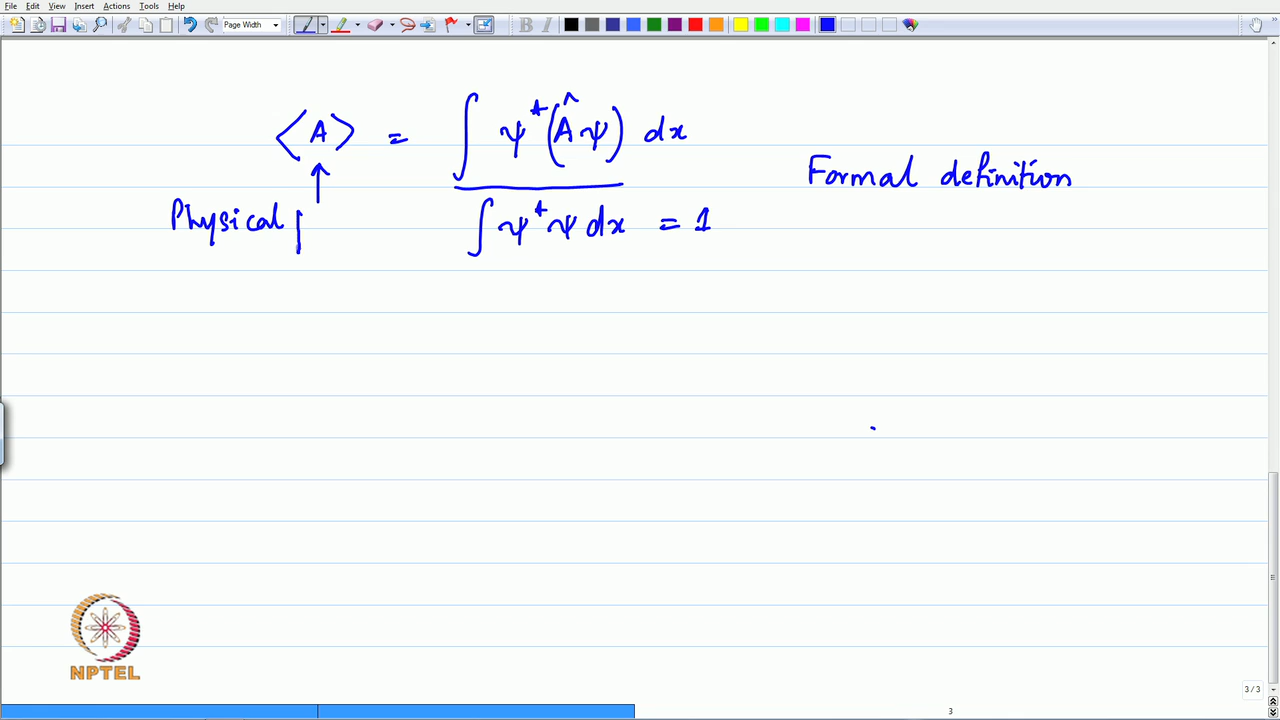 File Edit View Insert Actions Tools Help
Page Width
⟨A⟩ = ∫ ψ* (Âψ) dx
Formal definition
Physical
∫ ψ* ψ dx = 1
NPTEL
3/3
3